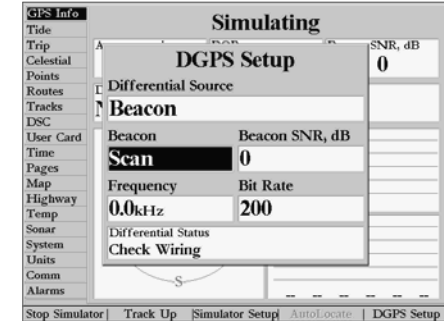 GPS Info
Tide
Trip
Celestial
Points
Routes
Tracks
DSC
User Card
Time
Pages
Map
Highway
Temp
Sonar
System
Units
Comm
Alarms
Simulating
SNR, dB
0
DGPS Setup
Differential Source
Beacon
Beacon
Beacon SNR, dB
Scan
0
Frequency
Bit Rate
0.0kHz
200
Differential Status
Check Wiring
S
Stop Simulator| Track Up |Simulator Setup| AutoLocate | DGPS Setup